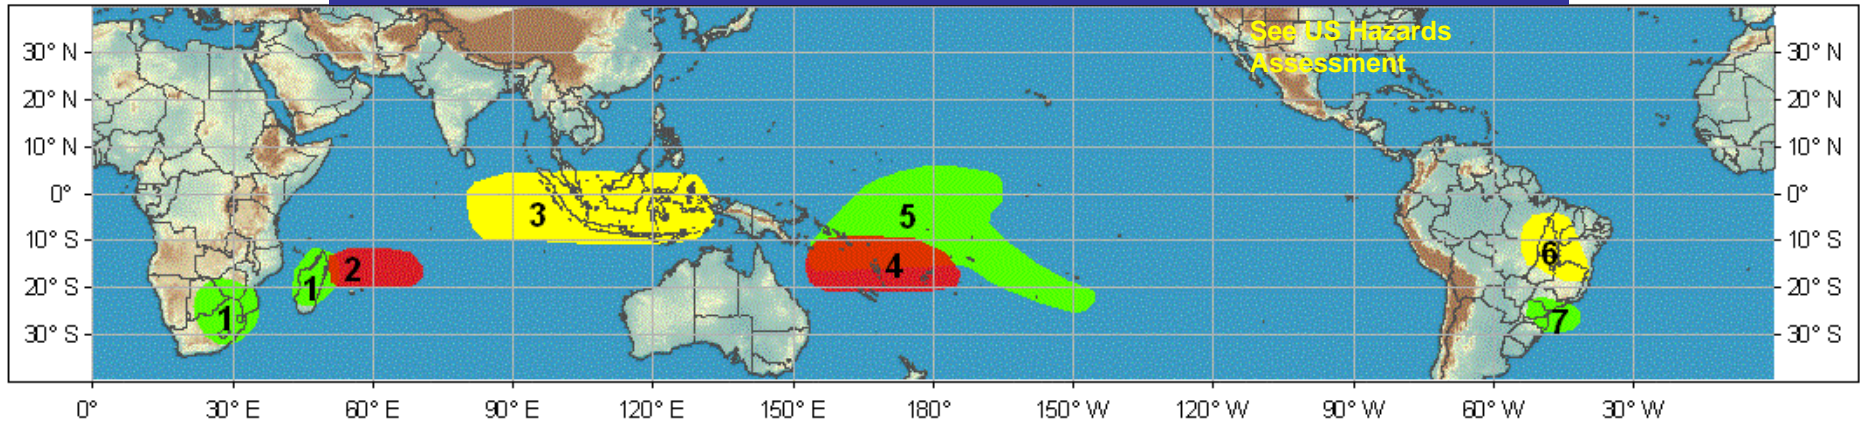 See US Hazards
Assessment
30° N
30° N
20° N
20° N
10° N
10° N
0°
0°
10° S
10° S
20° S
20° S
30° S
30° S
1
1
2
3
4
5
6
7
0°
30° E
60° E
90° E
120° E
150° E
180°
150° W
120° W
90° W
60° W
30° W